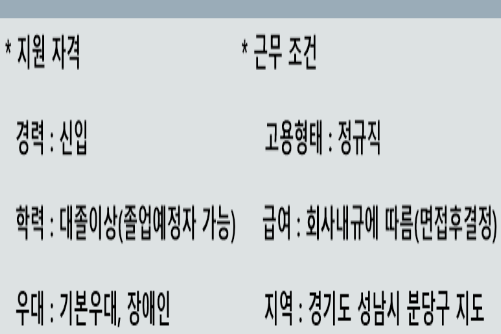 * 지원 자격 * 근무 조건
경력 : 신입 고용형태 : 정규직
학력 : 대졸이상(졸업예정자 가능) 급여 : 회사내규에 따름(면접후결정)
우대 : 기본우대, 장애인 지역 : 경기도 성남시 분당구 지도